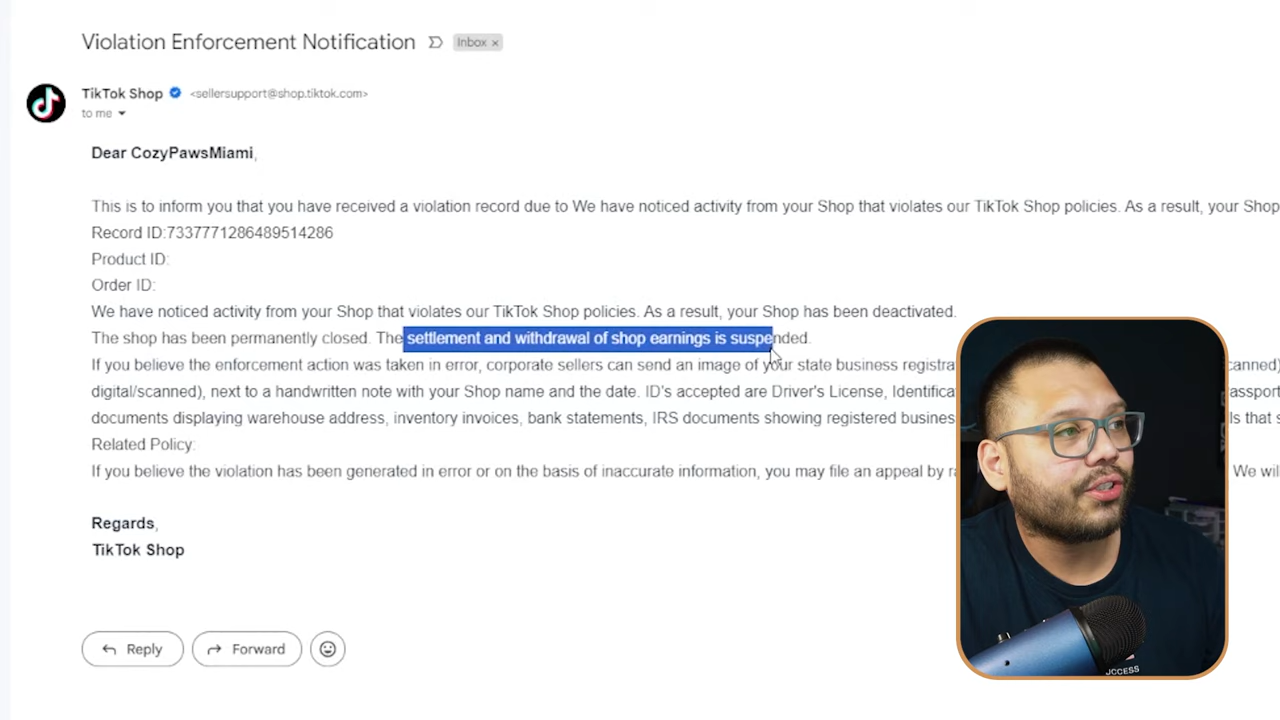 Violation Enforcement Notification Inbox ×
TikTok Shop <sellersupport@shop.tiktok.com>
to me
Dear CozyPawsMiami,
This is to inform you that you have received a violation record due to We have noticed activity from your Shop that violates our TikTok Shop policies. As a result, your Shop
Record ID:7337771286489514286
Product ID:
Order ID:
We have noticed activity from your Shop that violates our TikTok Shop policies. As a result, your Shop has been deactivated.
The shop has been permanently closed. The settlement and withdrawal of shop earnings is suspended.
If you believe the enforcement action was taken in error, corporate sellers can send an image of your state business
digital/scanned), next to a handwritten note with your Shop name and the date. ID's accepted are Driver's License,
documents displaying warehouse address, inventory invoices, bank statements, IRS documents showing registered
Related Policy:
If you believe the violation has been generated in error or on the basis of inaccurate information, you may file an appeal by We will
Regards,
TikTok Shop
Reply Forward